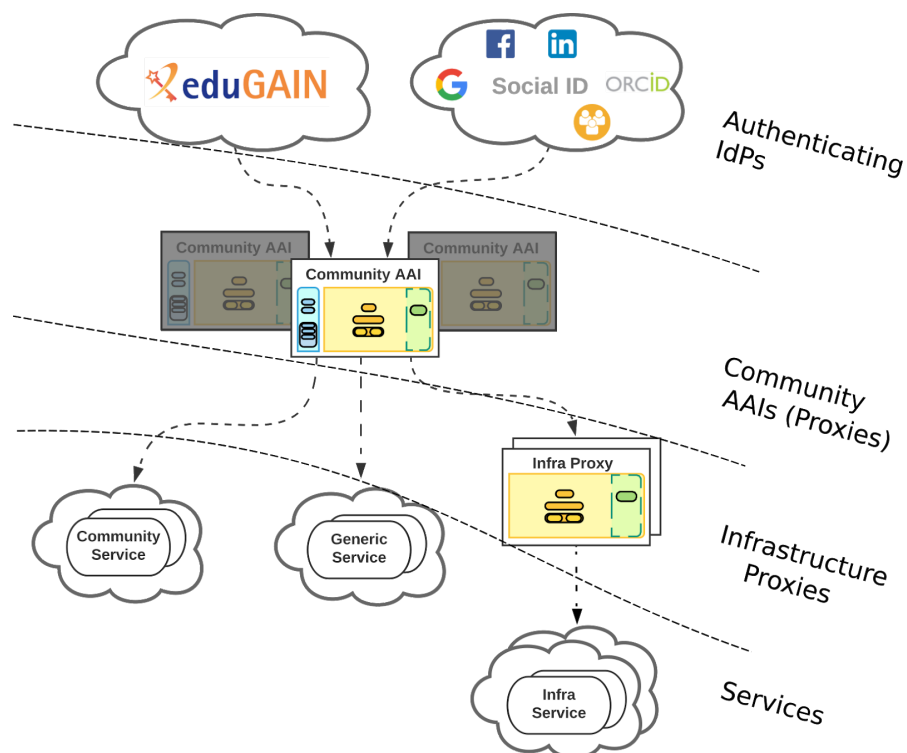 eduGAIN
Social ID
ORCiD
Authenticating
IdPs
Community AAI
Community AAI
Community AAI
Community
AAIs (Proxies)
Infra Proxy
Community
Service
Generic
Service
Infrastructure
Proxies
Infra
Service
Services